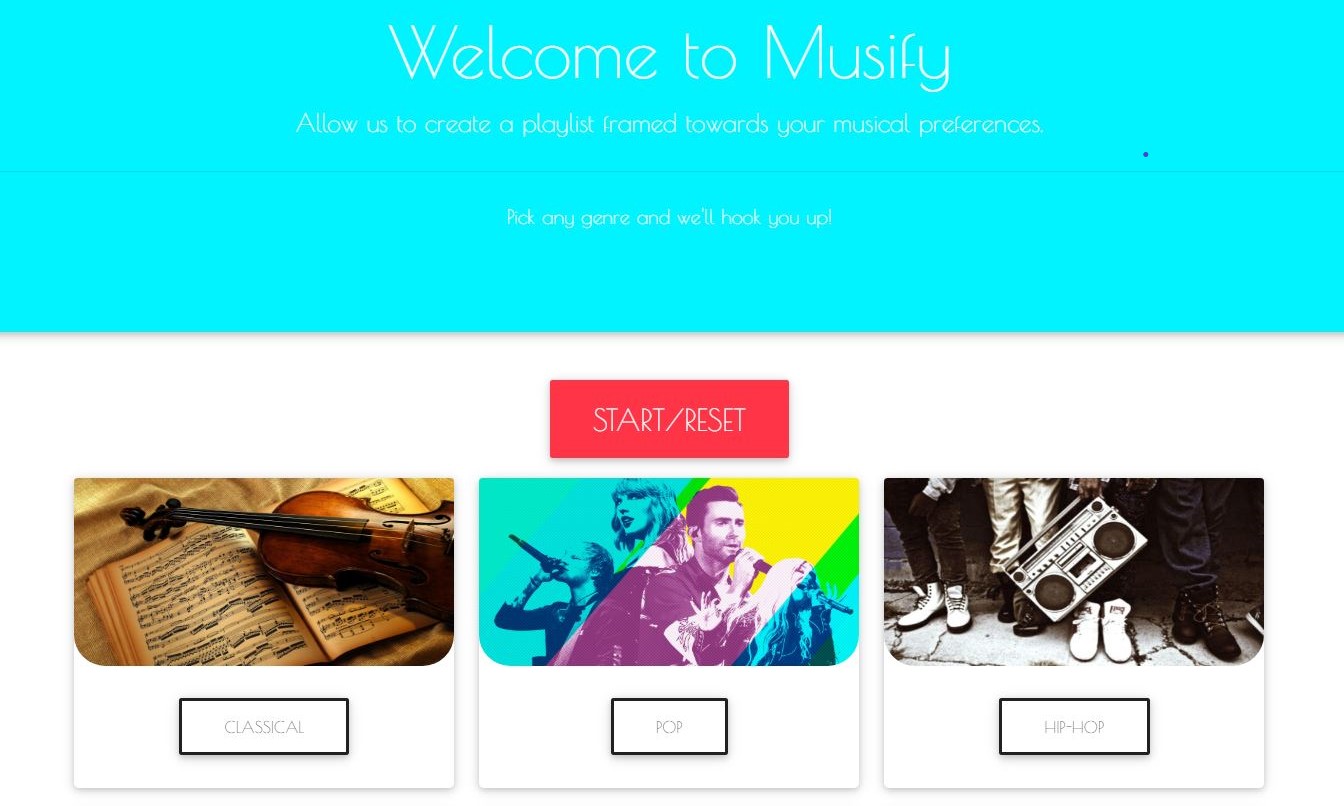 Welcome to Musify
Allow us to create a playlist framed towards your musical preferences.
Pick any genre and we'll hook you up!
START/RESET
CLASSICAL
POP
HIP-HOP